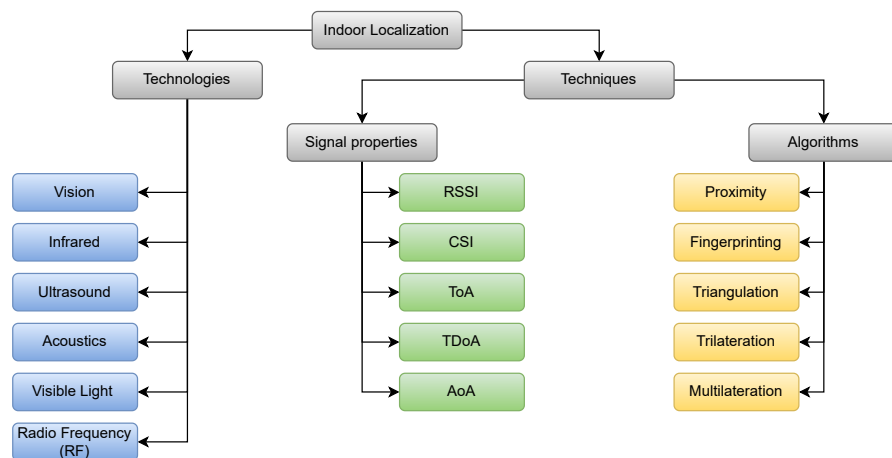 Indoor Localization
Technologies
Techniques
Signal properties
Algorithms
Vision
Infrared
Ultrasound
Acoustics
Visible Light
Radio Frequency
(RF)
RSSI
CSI
ToA
TDoA
AoA
Proximity
Fingerprinting
Triangulation
Trilateration
Multilateration